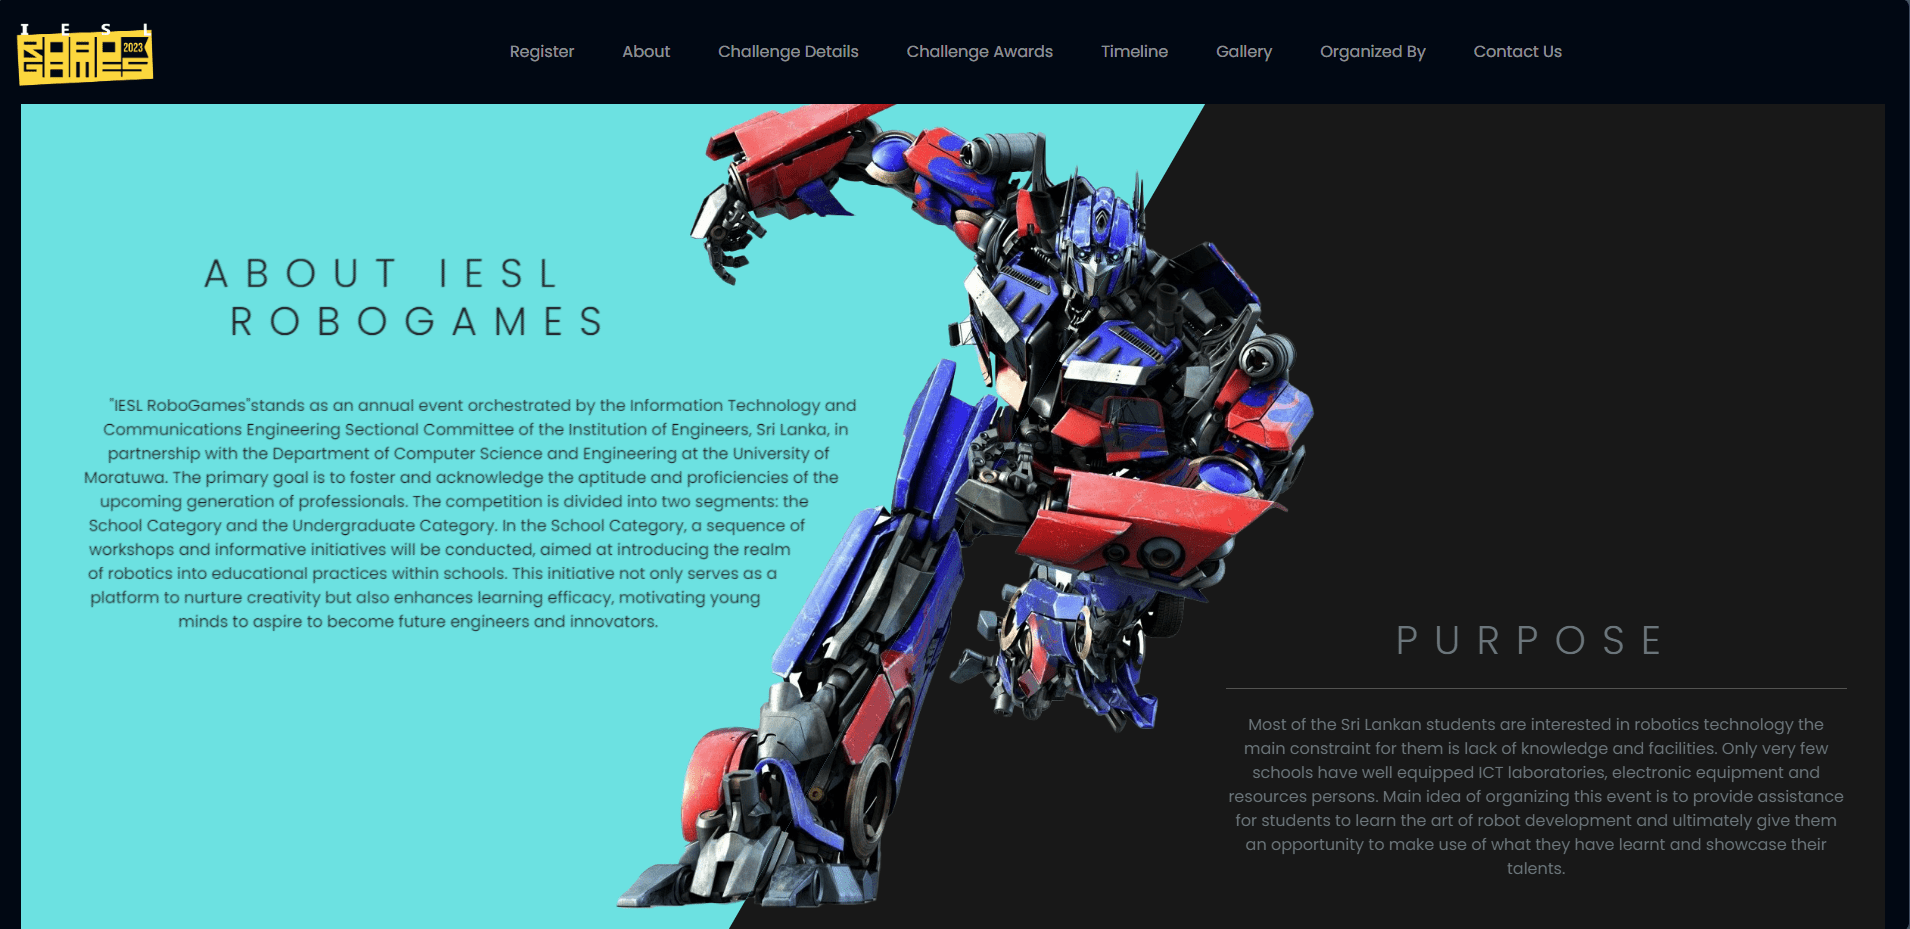 I E S L
ROBO 2023
GAMES
Register About Challenge Details Challenge Awards Timeline Gallery Organized By Contact Us
ABOUT IESL
ROBOGAMES
"IESL RoboGames"stands as an annual event orchestrated by the Information Technology and
Communications Engineering Sectional Committee of the Institution of Engineers, Sri Lanka, in
partnership with the Department of Computer Science and Engineering at the University of
Moratuwa. The primary goal is to foster and acknowledge the aptitude and proficiencies of the
upcoming generation of professionals. The competition is divided into two segments: the
School Category and the Undergraduate Category. In the School Category, a sequence of
workshops and informative initiatives will be conducted, aimed at introducing the realm
of robotics into educational practices within schools. This initiative not only serves as a
platform to nurture creativity but also enhances learning efficacy, motivating young
minds to aspire to become future engineers and innovators.
PURPOSE
Most of the Sri Lankan students are interested in robotics technology the
main constraint for them is lack of knowledge and facilities. Only very few
schools have well equipped ICT laboratories, electronic equipment and
resources persons. Main idea of organizing this event is to provide assistance
for students to learn the art of robot development and ultimately give them
an opportunity to make use of what they have learnt and showcase their
talents.